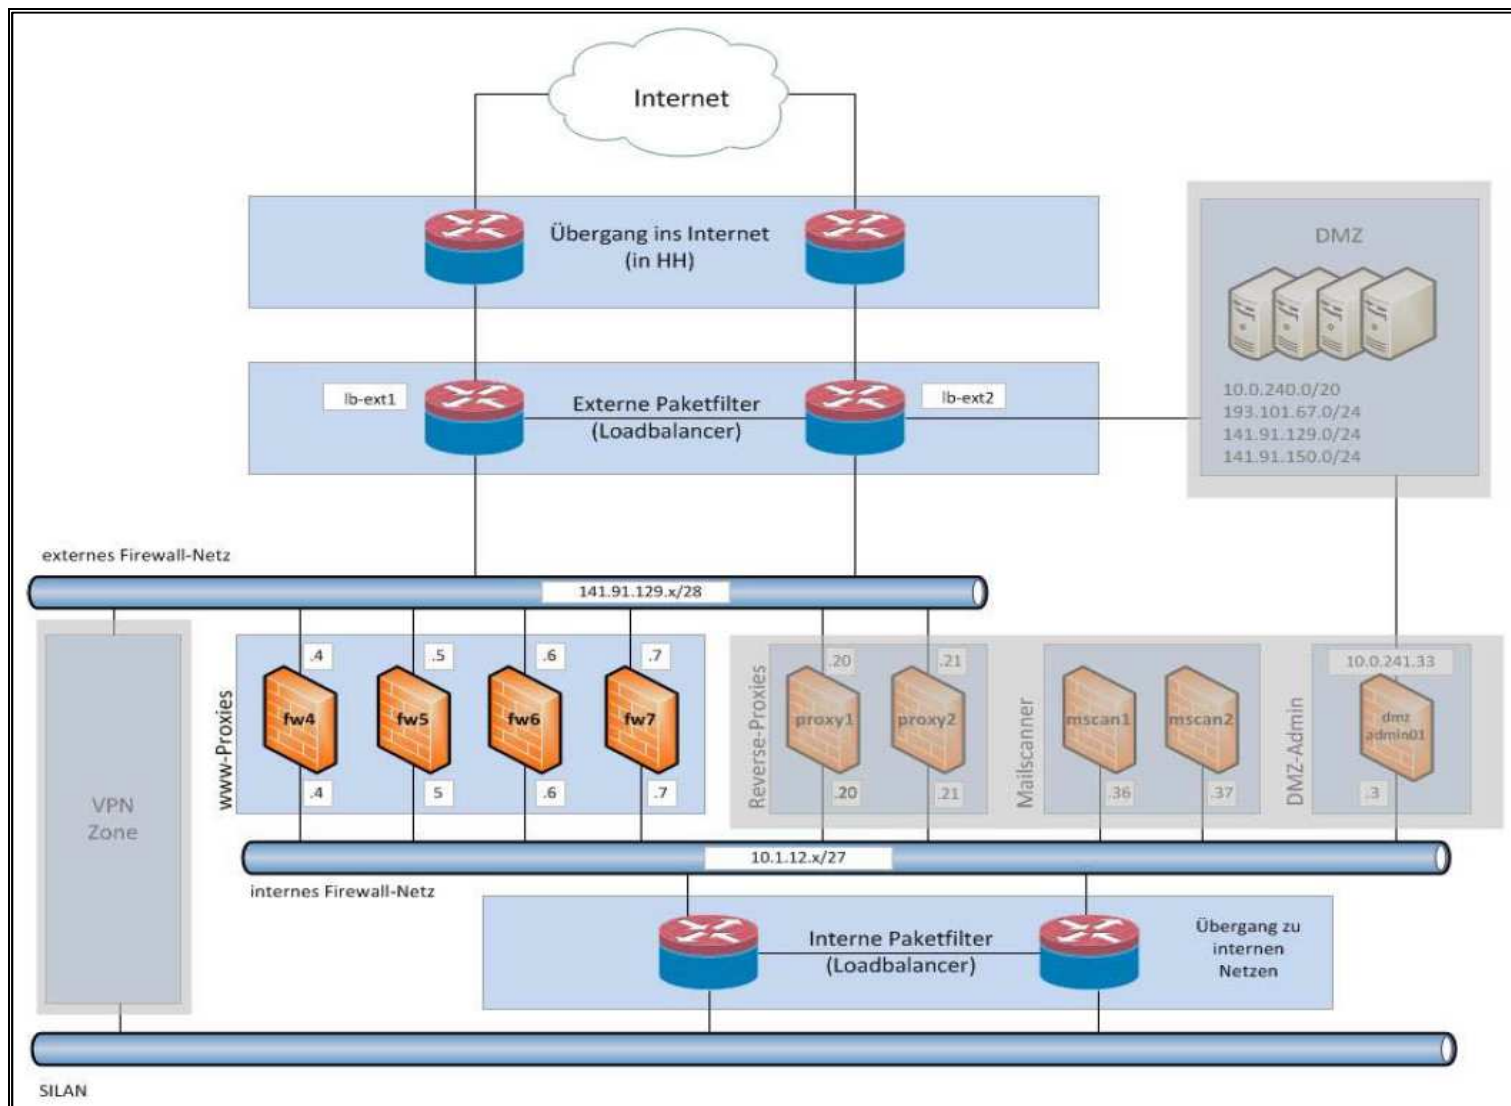 Internet
Übergang ins Internet
(in HH)
DMZ
10.0.240.0/20
193.101.67.0/24
141.91.129.0/24
141.91.150.0/24
lb-ext1
Externe Paketfilter
(Loadbalancer)
lb-ext2
externes Firewall-Netz
141.91.129.x/28
VPN
Zone
www-Proxies
.4
.5
.6
.7
fw4
fw5
fw6
fw7
.4
5
.6
.7
Reverse-Proxies
.20
.21
proxy1
proxy2
.20
.21
Mailscanner
mscan1
mscan2
.36
.37
DMZ-Admin
10.0.241.33
dmz
admin01
.3
10.1.12.x/27
internes Firewall-Netz
Interne Paketfilter
(Loadbalancer)
Übergang zu
internen
Netzen
SILAN